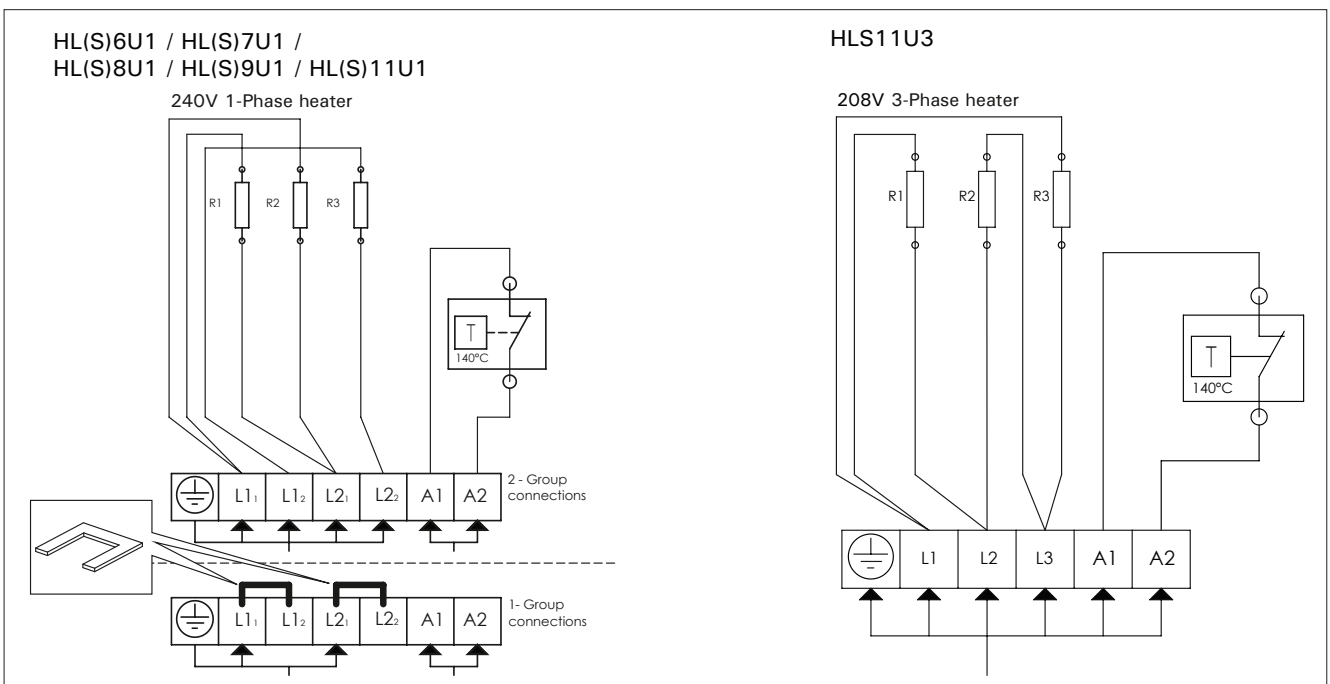 HL(S)6U1 / HL(S)7U1 /
HL(S)8U1 / HL(S)9U1 / HL(S)11U1
240V 1-Phase heater
R1 R2 R3
T
140°C
L1₁ L1₂ L2₁ L2₂ A1 A2
2 - Group
connections
L1₁ L1₂ L2₁ L2₂ A1 A2
1- Group
connections
HLS11U3
208V 3-Phase heater
R1 R2 R3
T
140°C
L1 L2 L3 A1 A2